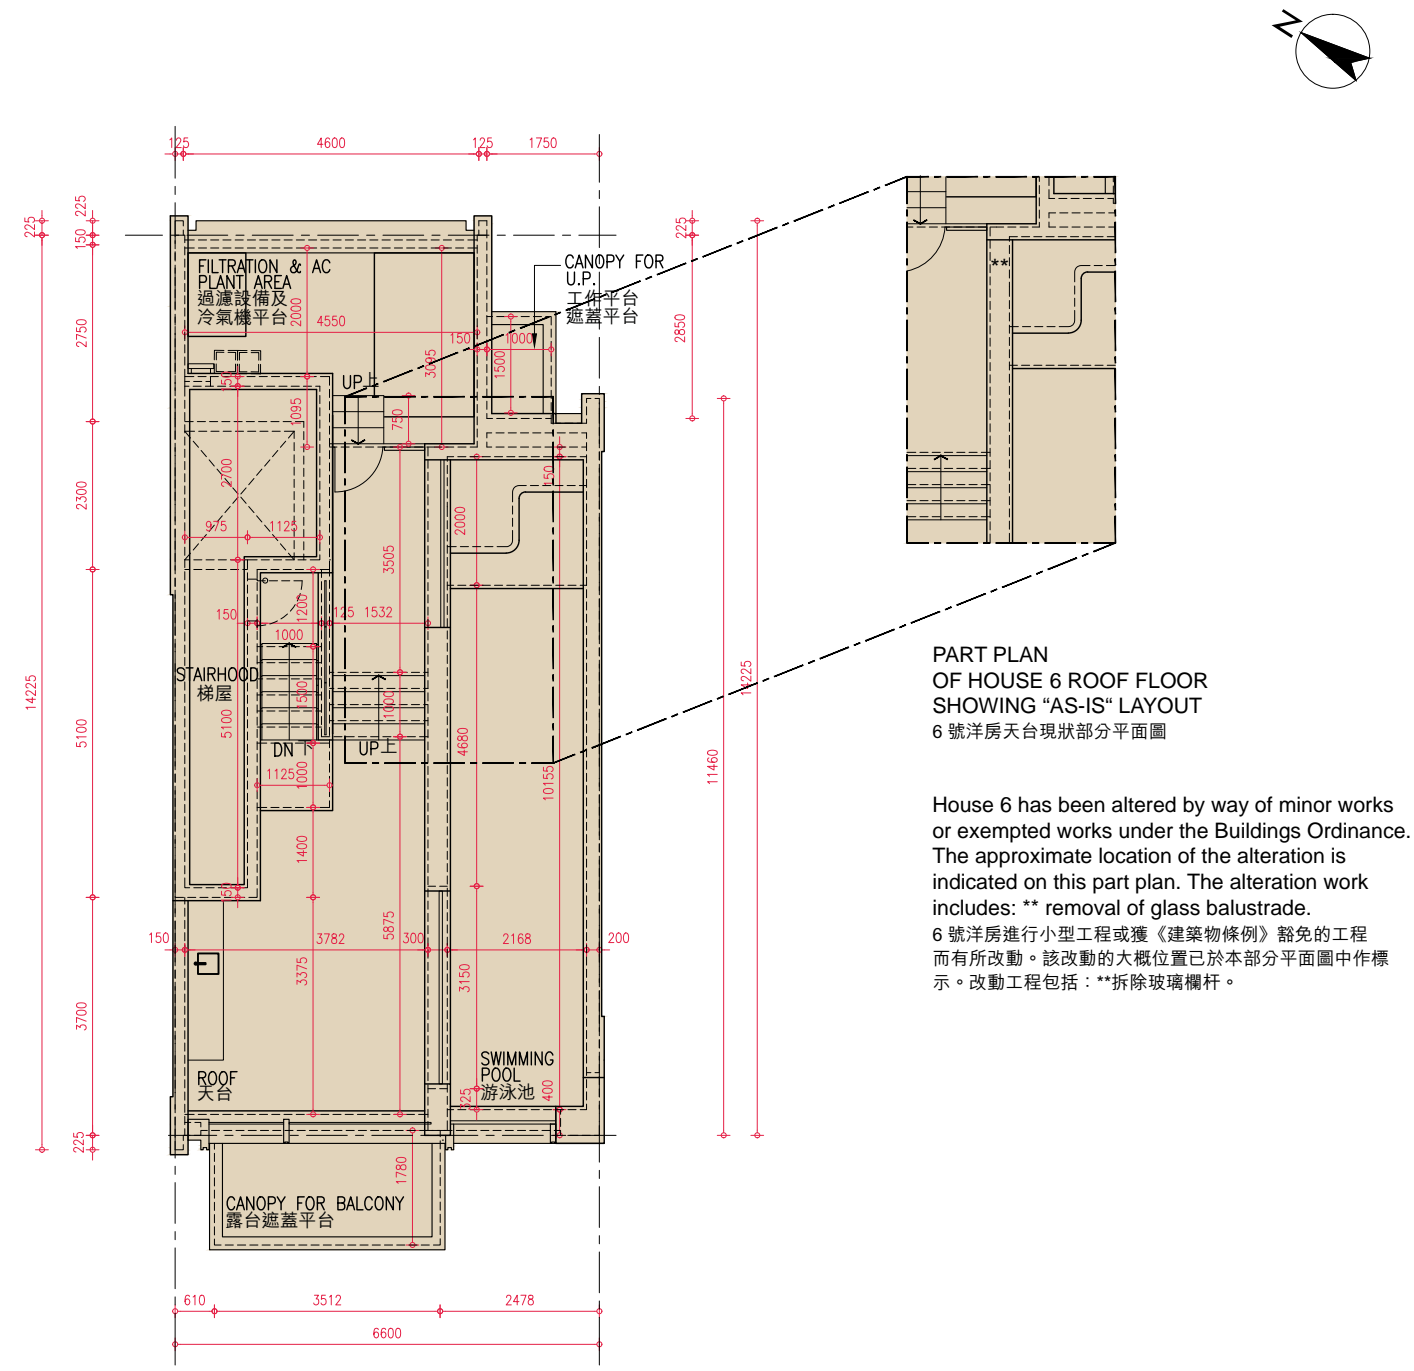 N
125
4600
125
1750
225
225
150
225
225
FILTRATION & AC
PLANT AREA
過濾設備及
冷氣機平台
2000
4550
3095
CANOPY FOR
U.P.
工作平台
遮蓋平台
150
1000
1500
2750
2850
150
UP上
1095
750
**
2700
2300
975
1125
150
2000
3505
150
1200
125
1532
1000
STAIRHOOD
梯屋
1500
5100
5100
1000
DN下
UP上
4680
1125
1000
10155
14225
14225
11460
PART PLAN
OF HOUSE 6 ROOF FLOOR
SHOWING “AS-IS“ LAYOUT
6 號洋房天台現狀部分平面圖
House 6 has been altered by way of minor works
or exempted works under the Buildings Ordinance.
The approximate location of the alteration is
indicated on this part plan. The alteration work
includes: ** removal of glass balustrade.
6 號洋房進行小型工程或獲《建築物條例》豁免的工程
而有所改動。該改動的大概位置已於本部分平面圖中作標
示。改動工程包括：**拆除玻璃欄杆。
1400
150
5875
150
3782
300
2168
200
3375
3150
3700
ROOF
天台
SWIMMING
POOL
游泳池
525
400
225
1780
CANOPY FOR BALCONY
露台遮蓋平台
610
3512
2478
6600